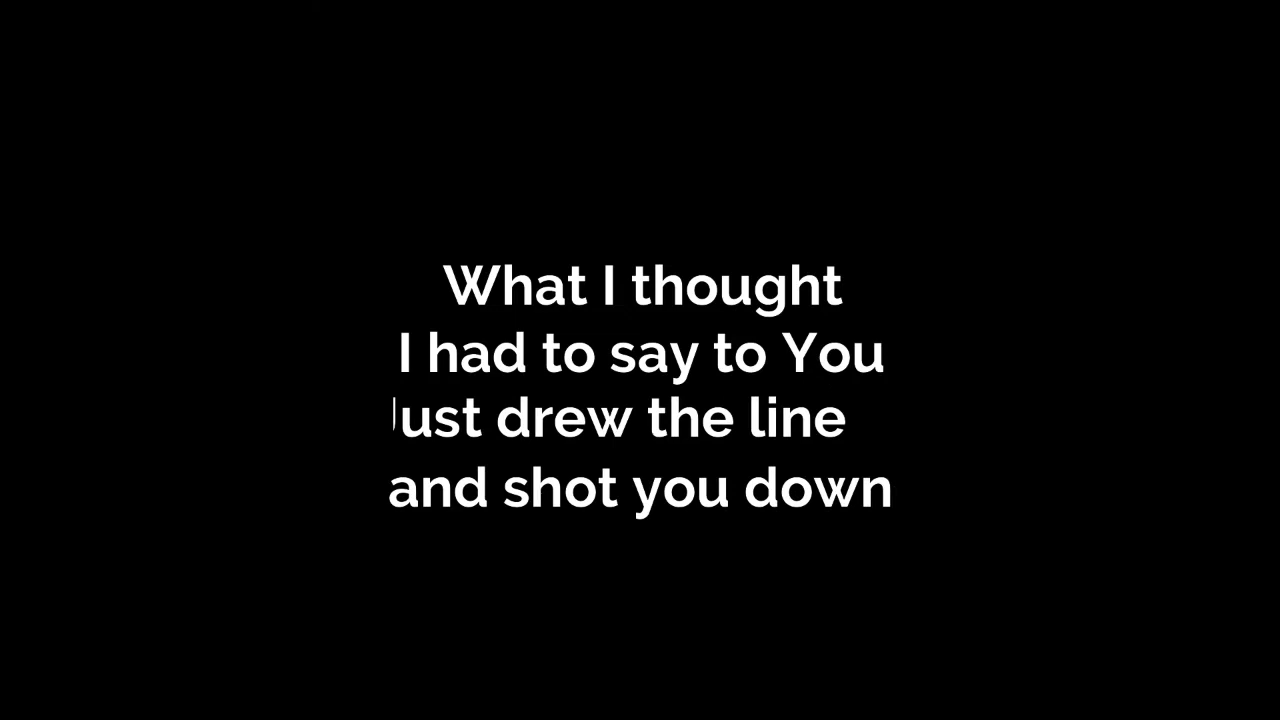 What I thought
I had to say to You
Just drew the line
and shot you down